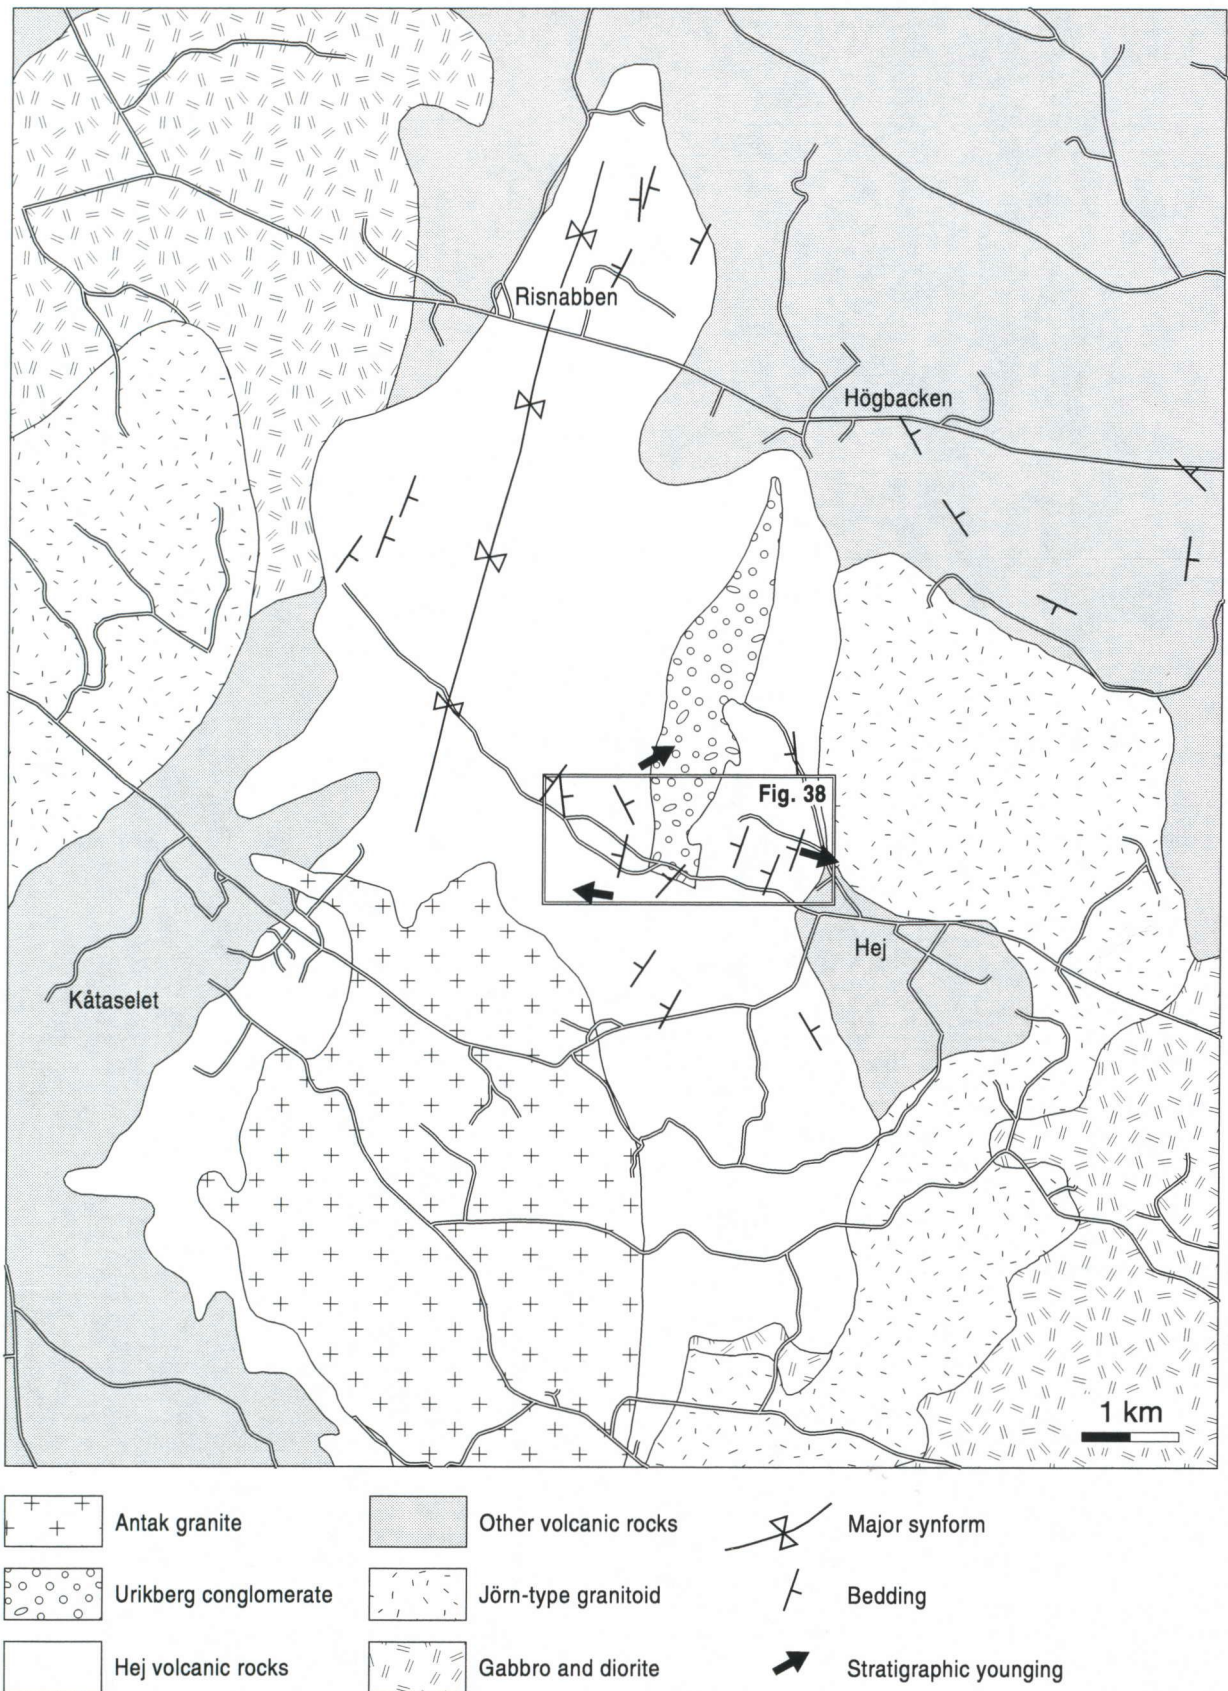 Risnabben
Högbacken
Fig. 38
Hej
Kåtaselet
1 km
Antak granite
Other volcanic rocks
Major synform
Urikberg conglomerate
Jörn-type granitoid
Bedding
Hej volcanic rocks
Gabbro and diorite
Stratigraphic younging